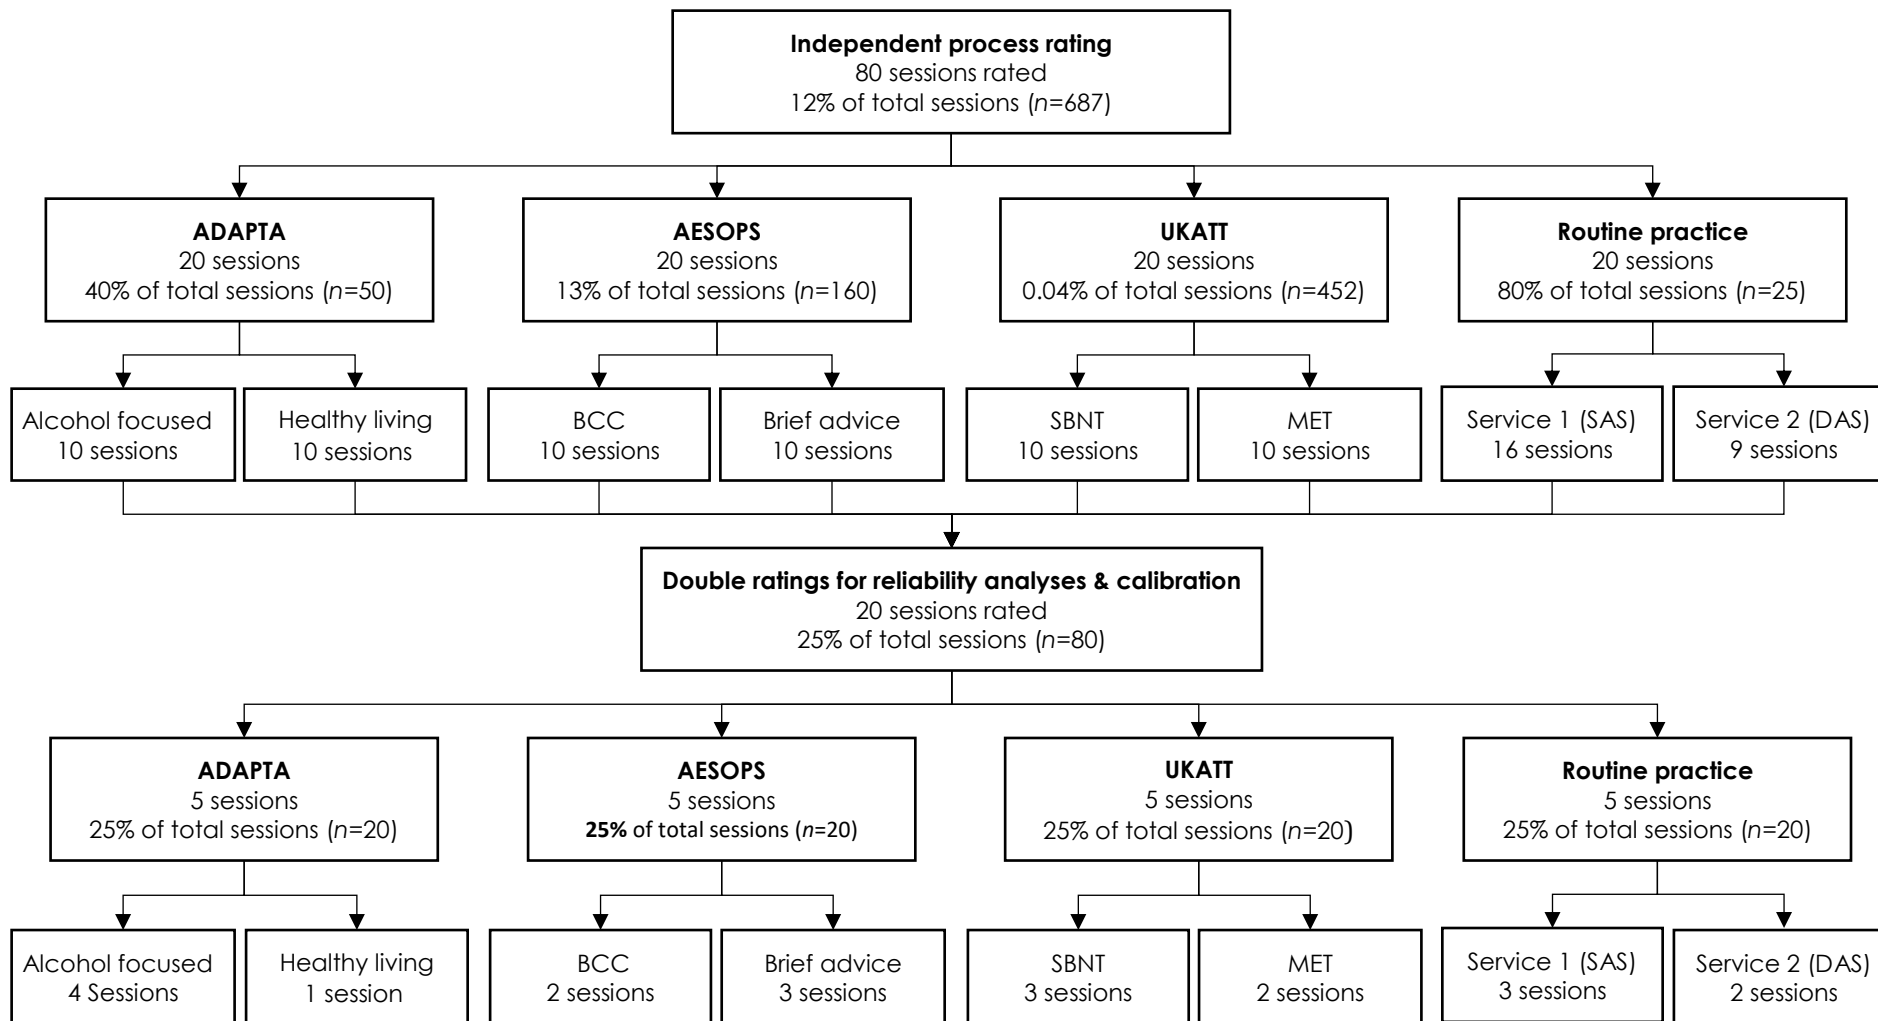 Independent process rating
80 sessions rated
12% of total sessions (n=687)
ADAPTA
20 sessions
40% of total sessions (n=50)
AESOPS
20 sessions
13% of total sessions (n=160)
UKATT
20 sessions
0.04% of total sessions (n=452)
Routine practice
20 sessions
80% of total sessions (n=25)
Alcohol focused
10 sessions
Healthy living
10 sessions
BCC
10 sessions
Brief advice
10 sessions
SBNT
10 sessions
MET
10 sessions
Service 1 (SAS)
16 sessions
Service 2 (DAS)
9 sessions
Double ratings for reliability analyses & calibration
20 sessions rated
25% of total sessions (n=80)
ADAPTA
5 sessions
25% of total sessions (n=20)
AESOPS
5 sessions
25% of total sessions (n=20)
UKATT
5 sessions
25% of total sessions (n=20)
Routine practice
5 sessions
25% of total sessions (n=20)
Alcohol focused
4 Sessions
Healthy living
1 session
BCC
2 sessions
Brief advice
3 sessions
SBNT
3 sessions
MET
2 sessions
Service 1 (SAS)
3 sessions
Service 2 (DAS)
2 sessions